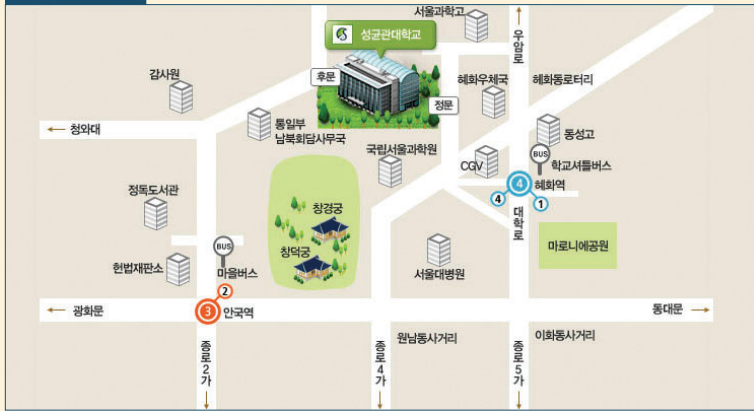 서울과학고
성균관대학교
우암로
감사원
후문
혜화우체국
혜화동로터리
정문
청와대
통일부
남북회담사무국
동성고
국립서울과학원
CGV
BUS
학교셔틀버스
4
혜화역
4
1
정독도서관
창경궁
대학로
BUS
창덕궁
마로니에공원
헌법재판소
마을버스
서울대병원
2
광화문
3
안국역
동대문
원남동사거리
이화동사거리
종로2가
종로4가
종로5가